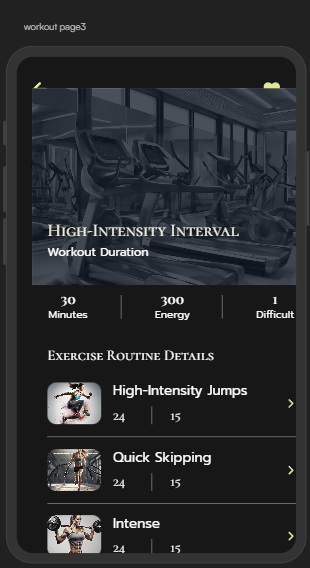 workout page3
High-Intensity Interval
Workout Duration
30 300 1
Minutes Energy Difficult
Exercise Routine Details
High-Intensity Jumps
24 15
Quick Skipping
24 15
Intense
24 15